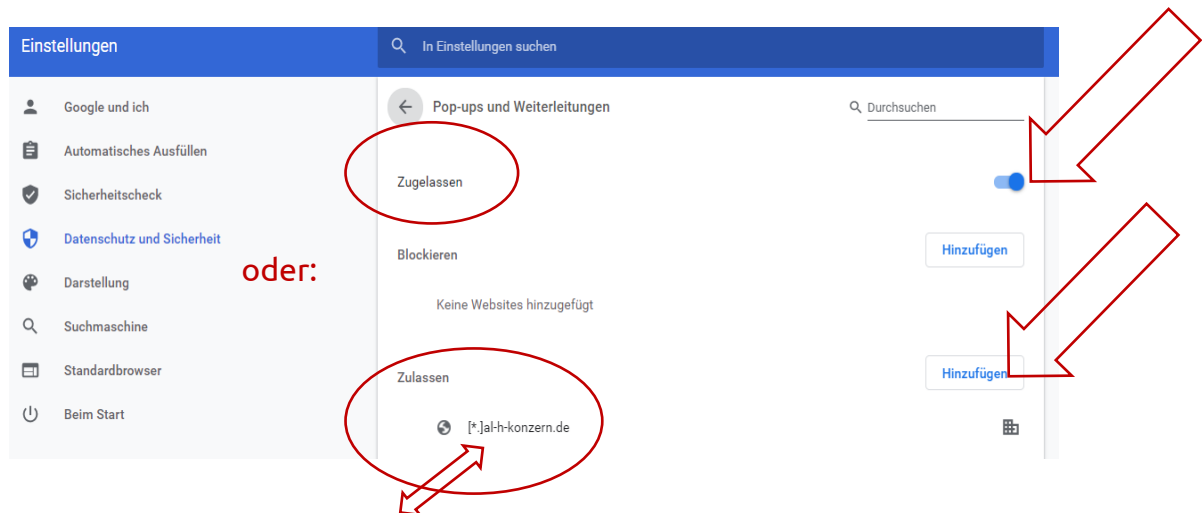 Einstellungen
In Einstellungen suchen
Google und ich
Automatisches Ausfüllen
Sicherheitscheck
Datenschutz und Sicherheit
Darstellung
Suchmaschine
Standardbrowser
Beim Start
oder:
Pop-ups und Weiterleitungen
Durchsuchen
Zugelassen
Blockieren
Hinzufügen
Keine Websites hinzugefügt
Zulassen
Hinzufügen
[*.]al-h-konzern.de